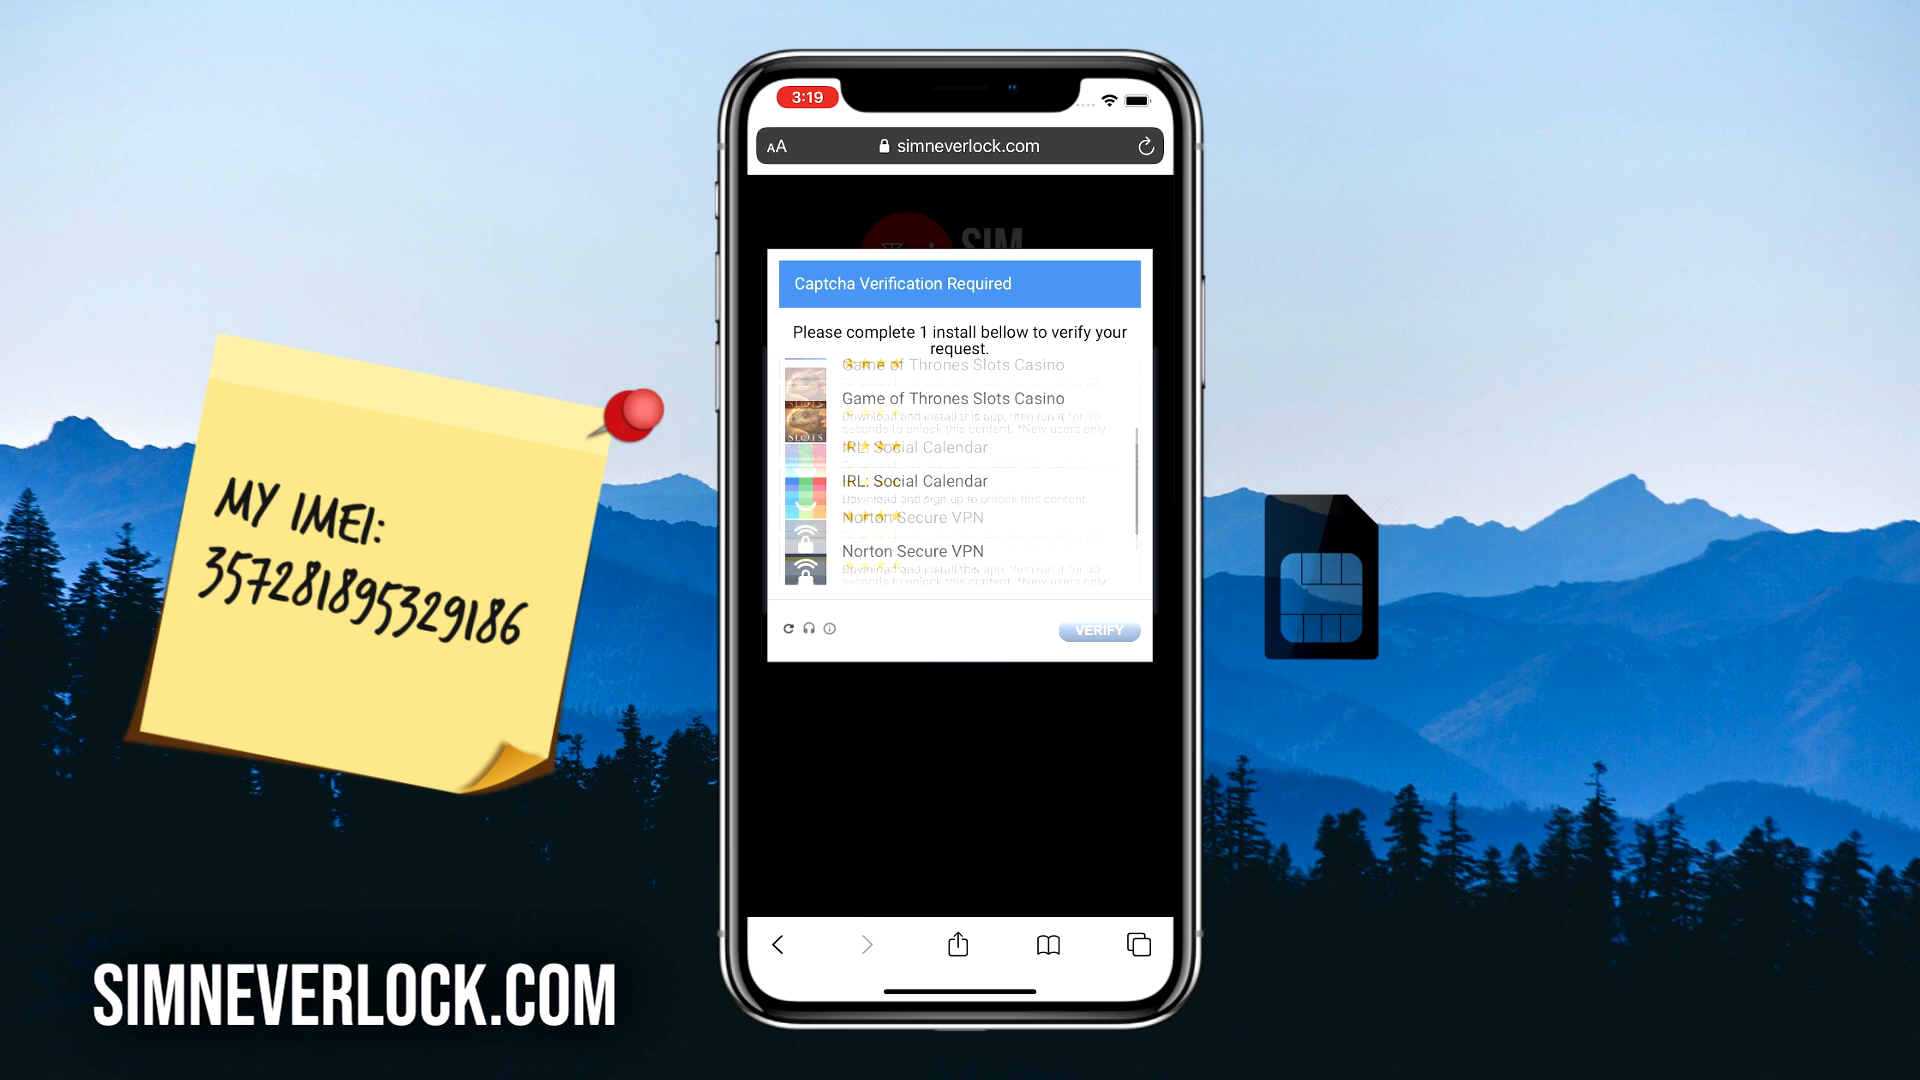 3:19
AA simneverlock.com
SIM
Captcha Verification Required
Please complete 1 install bellow to verify your
request.
Game of Thrones Slots Casino
Game of Thrones Slots Casino
Download and install this app, then run it for 30
seconds to unlock this content. *New users only
SLOTS
IRL: Social Calendar
IRL: Social Calendar
Download and sign up to unlock this content.
Norton Secure VPN
Norton Secure VPN
Download and install this app, then run it for 30
seconds to unlock this content. *New users only
VERIFY
MY IMEI:
357281895329186
SIMNEVERLOCK.COM